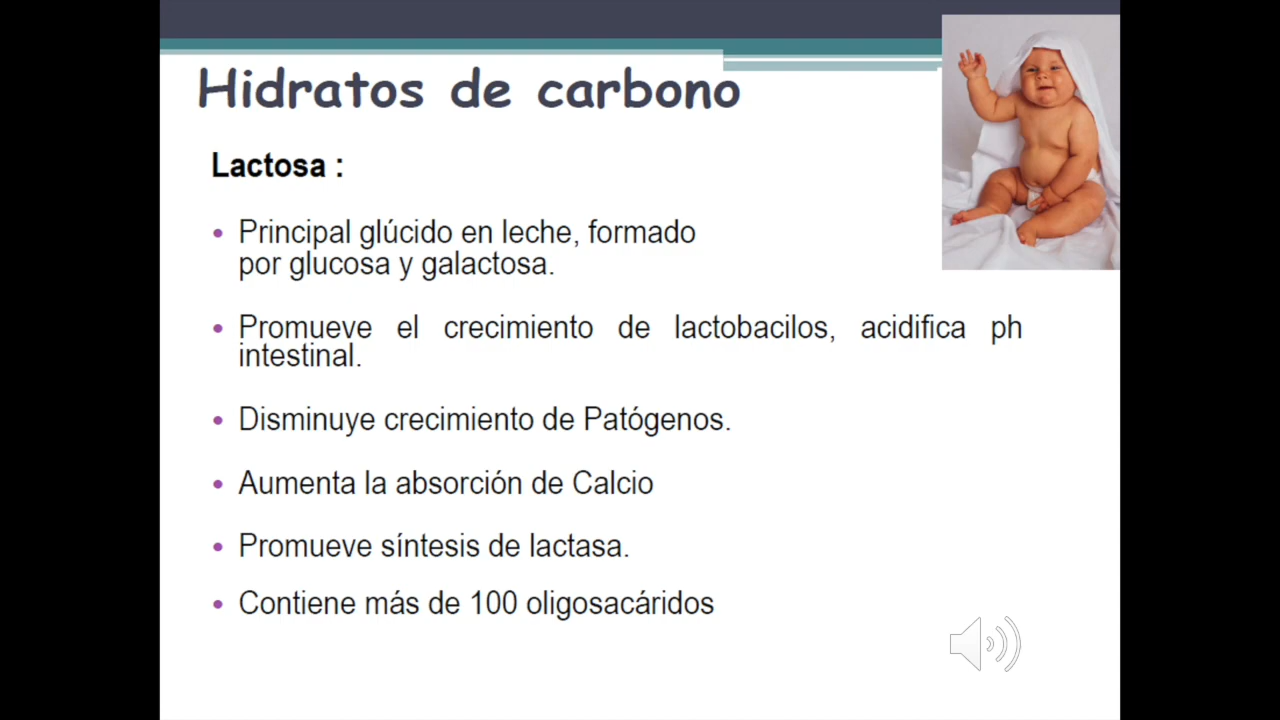 Hidratos de carbono
Lactosa :
• Principal glúcido en leche, formado
por glucosa y galactosa.
• Promueve el crecimiento de lactobacilos, acidifica ph
intestinal.
• Disminuye crecimiento de Patógenos.
• Aumenta la absorción de Calcio
• Promueve síntesis de lactasa.
• Contiene más de 100 oligosacáridos